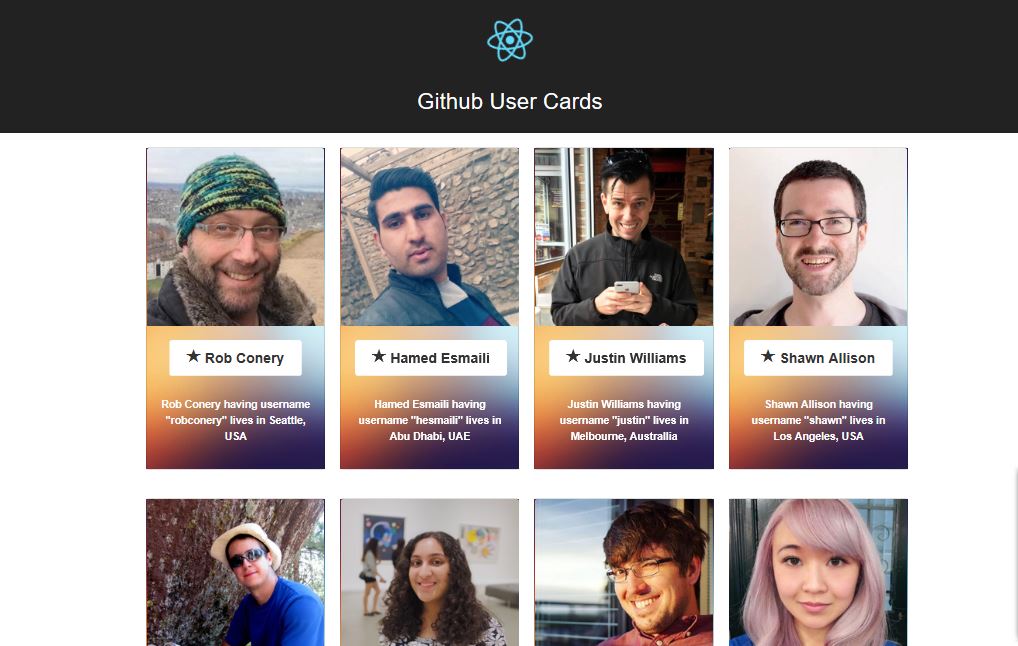 Github User Cards
★ Rob Conery
★ Hamed Esmaili
★ Justin Williams
★ Shawn Allison
Rob Conery having username
"robconery" lives in Seattle,
USA
Hamed Esmaili having
username "hesmaili" lives in
Abu Dhabi, UAE
Justin Williams having
username "justin" lives in
Melbourne, Australlia
Shawn Allison having
username "shawn" lives in
Los Angeles, USA